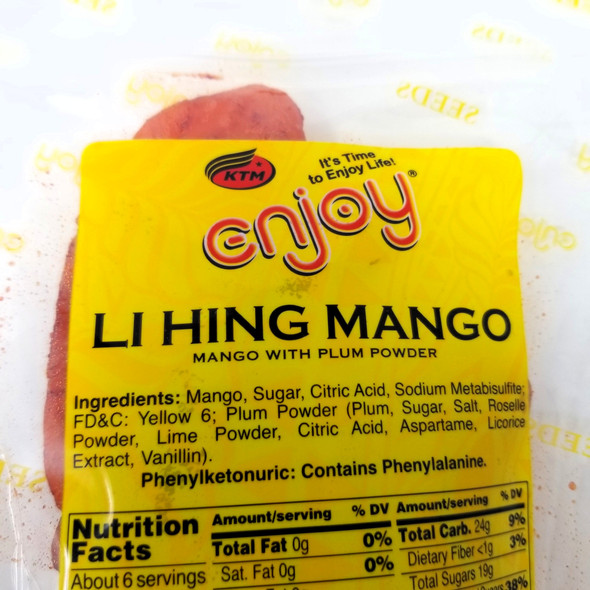 SEEDS
KTM
It's Time
to Enjoy Life!
enjoy®
LI HING MANGO
MANGO WITH PLUM POWDER
Ingredients: Mango, Sugar, Citric Acid, Sodium Metabisulfite;
FD&C: Yellow 6; Plum Powder (Plum, Sugar, Salt, Roselle
Powder, Lime Powder, Citric Acid, Aspartame, Licorice
Extract, Vanillin).
Phenylketonuric: Contains Phenylalanine.
Nutrition
Facts
About 6 servings
Amount/serving % DV
Total Fat 0g 0%
Sat. Fat 0g 0%
Amount/serving % DV
Total Carb. 24g 9%
Dietary Fiber <1g 3%
Total Sugars 19g
38%